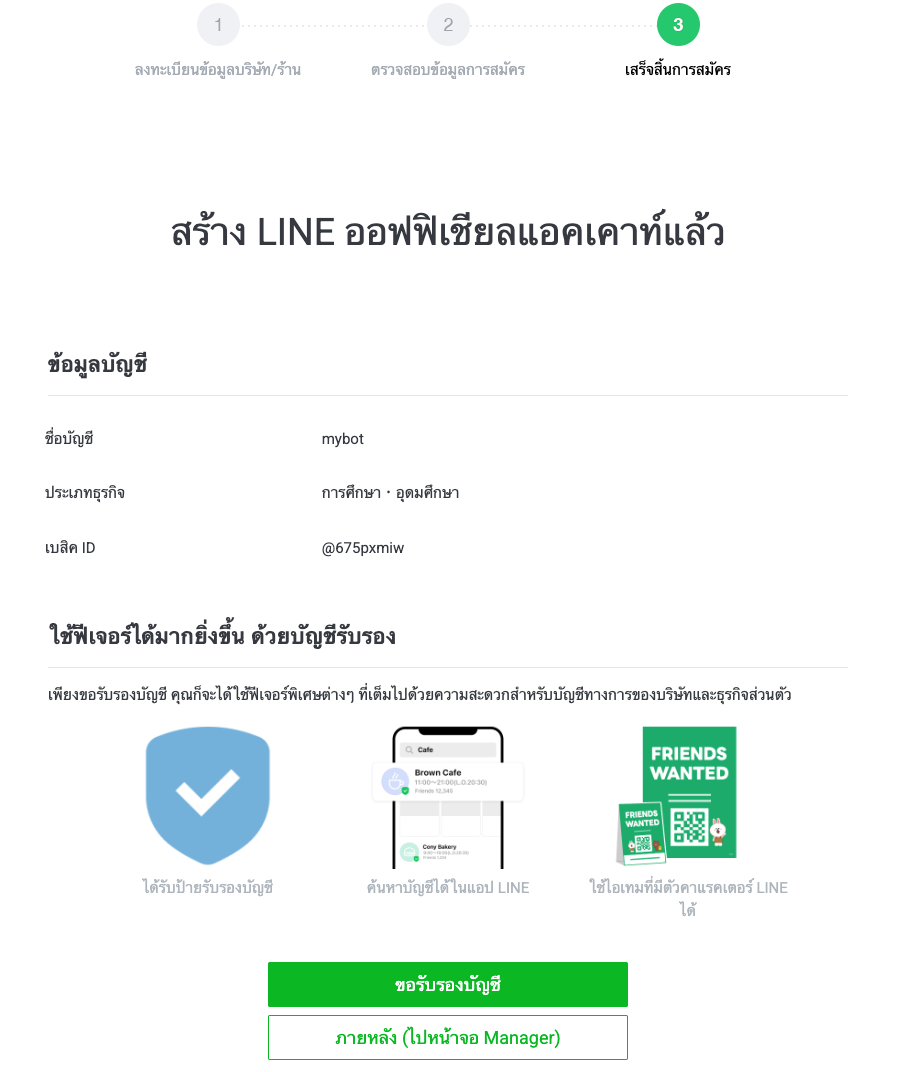 1
2
3
ลงทะเบียนข้อมูลบริษัท/ร้าน
ตรวจสอบข้อมูลการสมัคร
เสร็จสิ้นการสมัคร
สร้าง LINE ออฟฟิเชียลแอคเคาท์แล้ว
ข้อมูลบัญชี
ชื่อบัญชี
mybot
ประเภทธุรกิจ
การศึกษา・อุดมศึกษา
เบสิค ID
@675pxmiw
ใช้ฟีเจอร์ได้มากยิ่งขึ้น ด้วยบัญชีรับรอง
เพียงขอรับรองบัญชี คุณก็จะได้ใช้ฟีเจอร์พิเศษต่างๆ ที่เต็มไปด้วยความสะดวกสำหรับบัญชีทางการของบริษัทและธุรกิจส่วนตัว
Cafe
Brown Cafe
11:00~21:00(L.O.20:30)
Friends 12,345
Cony Bakery
FRIENDS
WANTED
FRIENDS
WANTED
ได้รับป้ายรับรองบัญชี
ค้นหาบัญชีได้ในแอป LINE
ใช้ไอเทมที่มีตัวคาแรคเตอร์ LINE
ได้
ขอรับรองบัญชี
ภายหลัง (ไปหน้าจอ Manager)